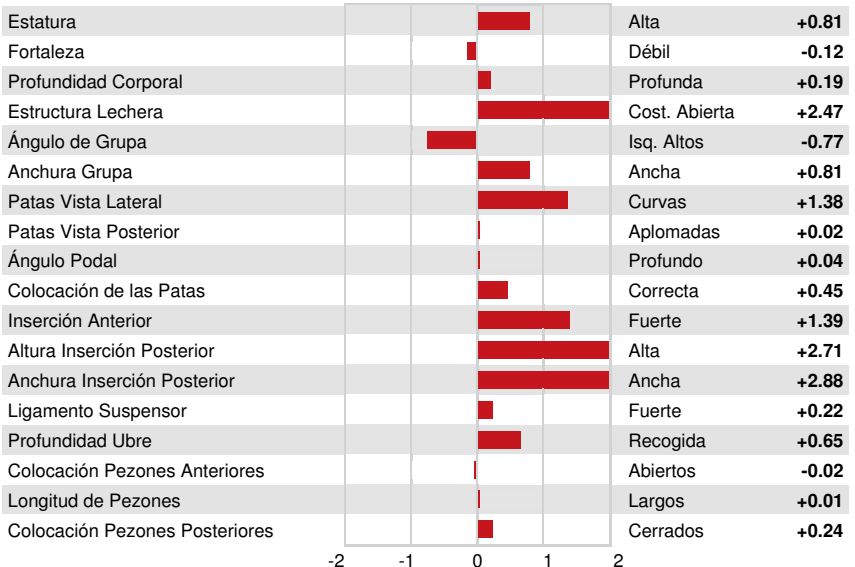 Estatura Alta +0.81
Fortaleza Débil -0.12
Profundidad Corporal Profunda +0.19
Estructura Lechera Cost. Abierta +2.47
Ángulo de Grupa Isq. Altos -0.77
Anchura Grupa Ancha +0.81
Patas Vista Lateral Curvas +1.38
Patas Vista Posterior Aplomadas +0.02
Ángulo Podal Profundo +0.04
Colocación de las Patas Correcta +0.45
Inserción Anterior Fuerte +1.39
Altura Inserción Posterior Alta +2.71
Anchura Inserción Posterior Ancha +2.88
Ligamento Suspensor Fuerte +0.22
Profundidad Ubre Recogida +0.65
Colocación Pezones Anteriores Abiertos -0.02
Longitud de Pezones Largos +0.01
Colocación Pezones Posteriores Cerrados +0.24
-2 -1 0 1 2